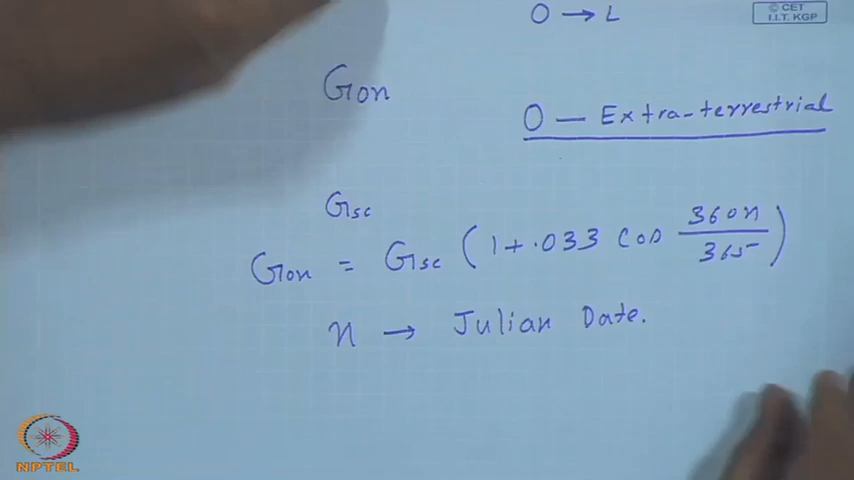 O → L
© CET
I.I.T. KGP
Gon
O — Extra-terrestrial
Gsc
Gon = Gsc (1+.033 cos 360n/365)
n → Julian Date.
NPTEL